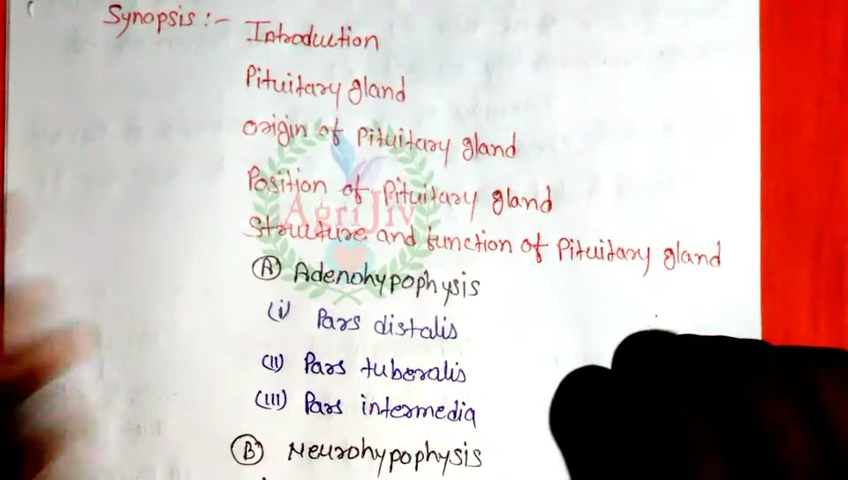 Synopsis :- Introduction
Pituitary gland
origin of pituitary gland
Position of Pituitary gland
AgriJiv
Structure and function of Pituitary gland
(A) Adenohypophysis
(i) Pars distalis
(ii) Pars tuberalis
(iii) Pars intermedia
(B) Neurohypophysis